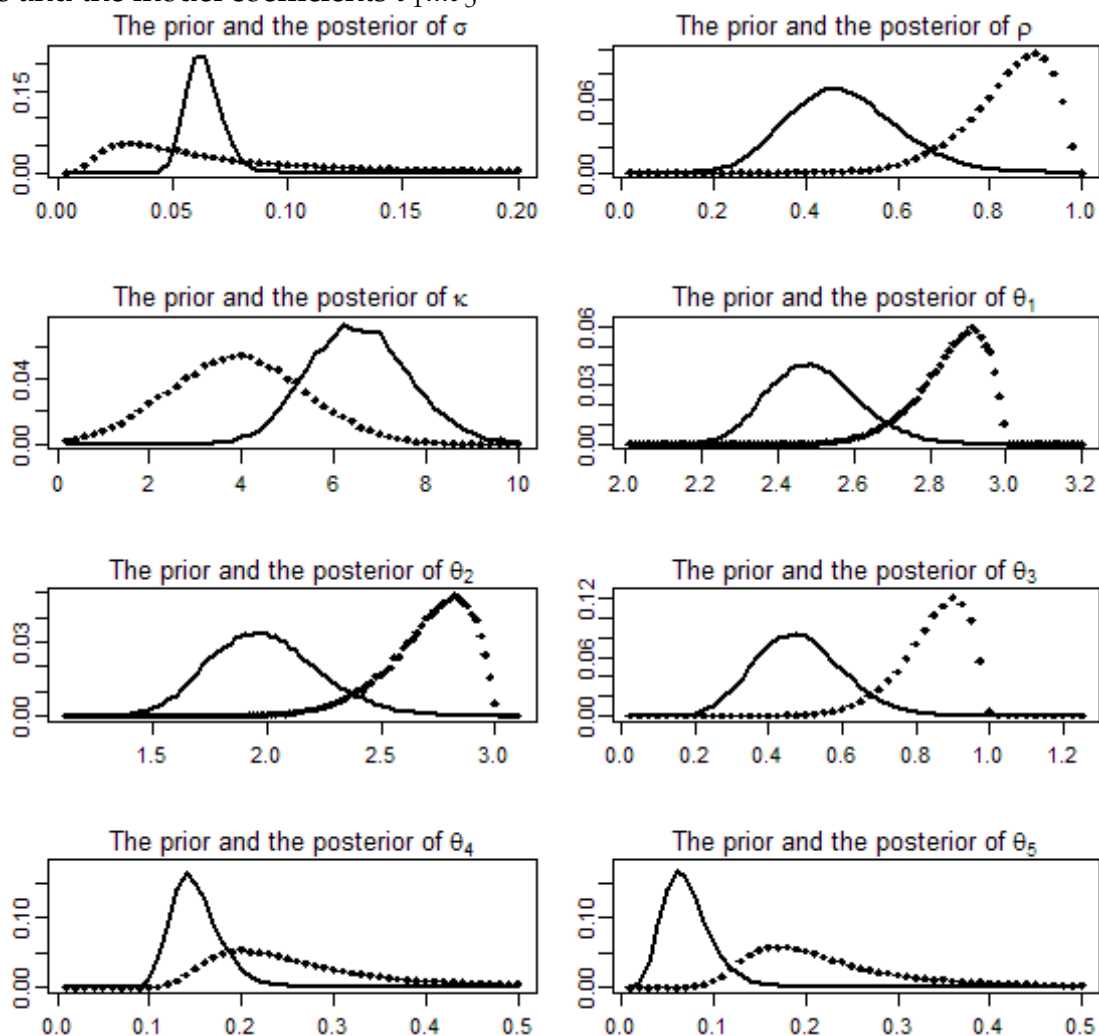 and the model coefficients
The prior and the posterior of σ
0.00 0.15
0.00 0.05 0.10 0.15 0.20
The prior and the posterior of ρ
0.00 0.06
0.0 0.2 0.4 0.6 0.8 1.0
The prior and the posterior of κ
0.00 0.04
0 2 4 6 8 10
The prior and the posterior of θ₁
0.00 0.03 0.06
2.0 2.2 2.4 2.6 2.8 3.0 3.2
The prior and the posterior of θ₂
0.00 0.03
1.5 2.0 2.5 3.0
The prior and the posterior of θ₃
0.00 0.06 0.12
0.0 0.2 0.4 0.6 0.8 1.0 1.2
The prior and the posterior of θ₄
0.00 0.10
0.0 0.1 0.2 0.3 0.4 0.5
The prior and the posterior of θ₅
0.00 0.10
0.0 0.1 0.2 0.3 0.4 0.5